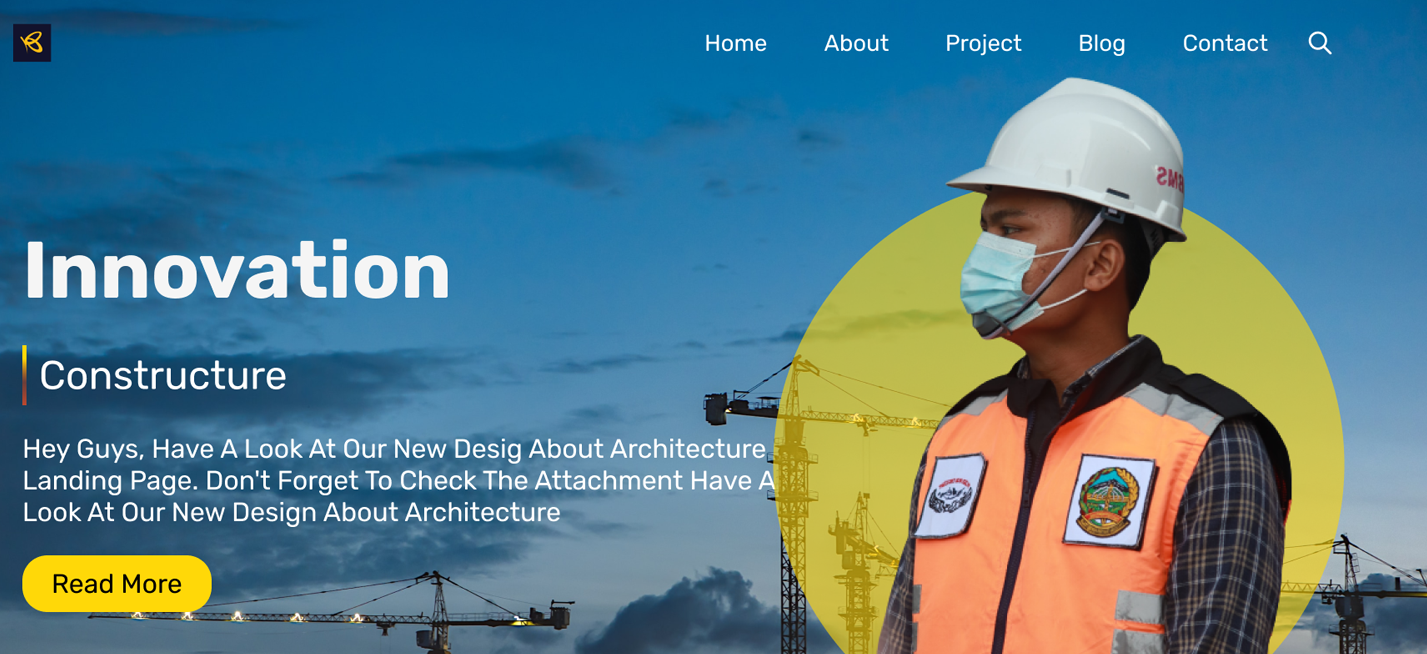 Home About Project Blog Contact
Innovation
Constructure
Hey Guys, Have A Look At Our New Desig About Architecture
Landing Page. Don't Forget To Check The Attachment Have A
Look At Our New Design About Architecture
Read More